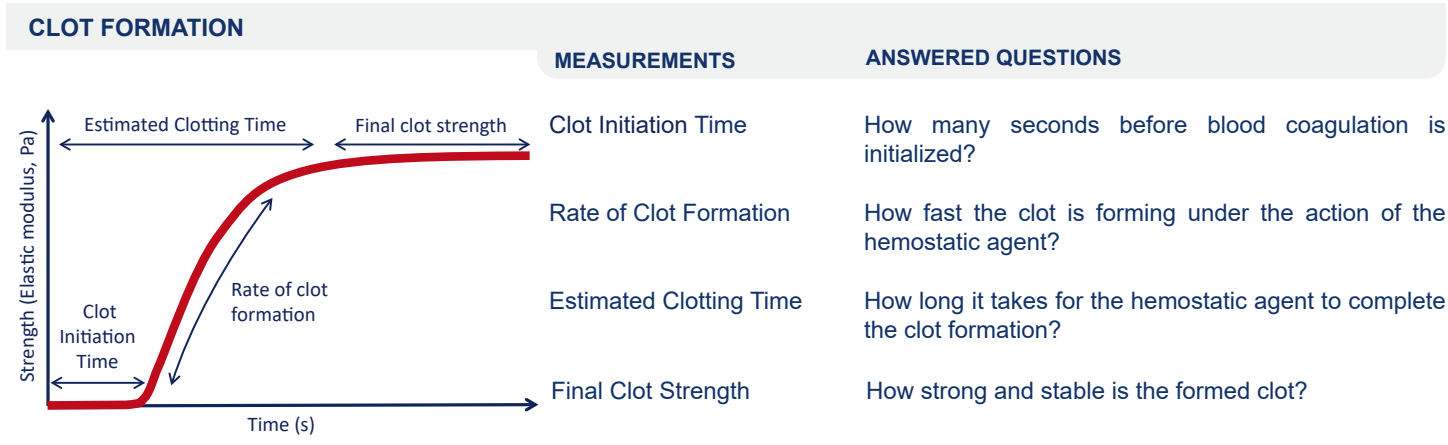 CLOT FORMATION
MEASUREMENTS
ANSWERED QUESTIONS
Strength (Elastic modulus, Pa)
Estimated Clotting Time
Final clot strength
Rate of clot
formation
Clot
Initiation
Time
Time (s)
Clot Initiation Time
How many seconds before blood coagulation is
initialized?
Rate of Clot Formation
How fast the clot is forming under the action of the
hemostatic agent?
Estimated Clotting Time
How long it takes for the hemostatic agent to complete
the clot formation?
Final Clot Strength
How strong and stable is the formed clot?